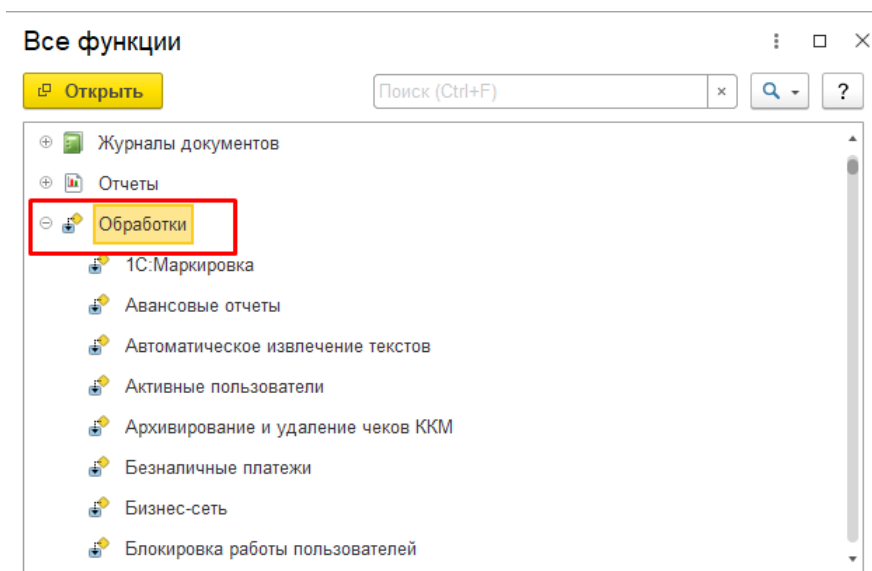 Все функции
Открыть
Поиск (Ctrl+F)
×
?
Журналы документов
Отчеты
Обработки
1С:Маркировка
Авансовые отчеты
Автоматическое извлечение текстов
Активные пользователи
Архивирование и удаление чеков ККМ
Безналичные платежи
Бизнес-сеть
Блокировка работы пользователей